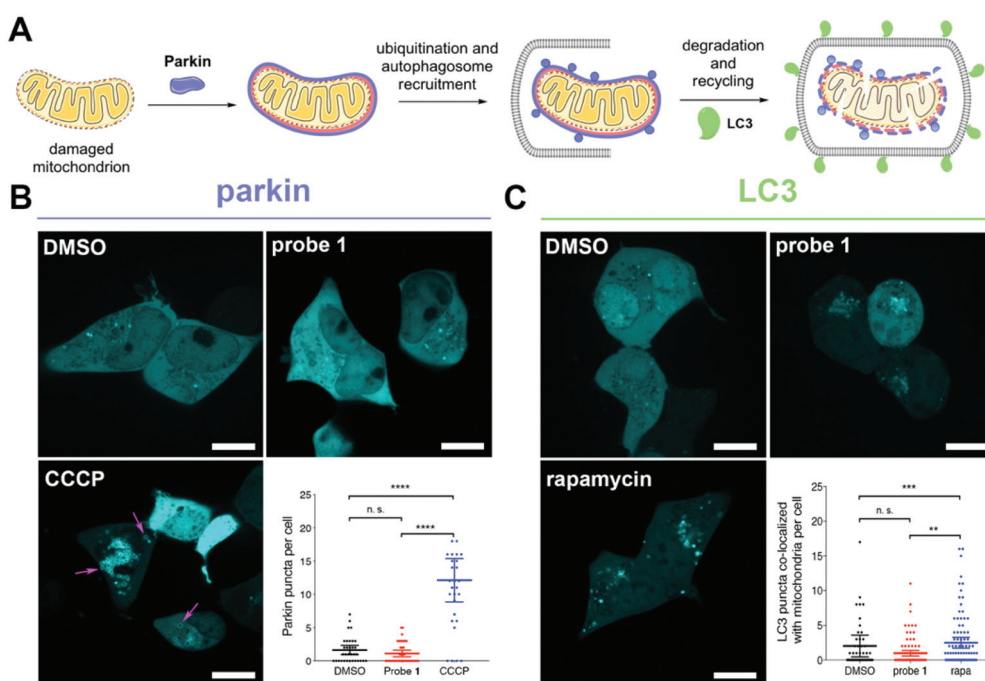 A
Parkin
damaged
mitochondrion
ubiquitination and
autophagosome
recruitment
degradation
and
recycling
LC3
B
parkin
DMSO
probe 1
CCCP
Parkin puncta per cell
25
20
15
10
5
0
****
n. s.
****
DMSO
Probe 1
CCCP
C
LC3
DMSO
probe 1
rapamycin
LC3 puncta co-localized
with mitochondria per cell
25
20
15
10
5
0
***
n. s.
**
DMSO
probe 1
rapa